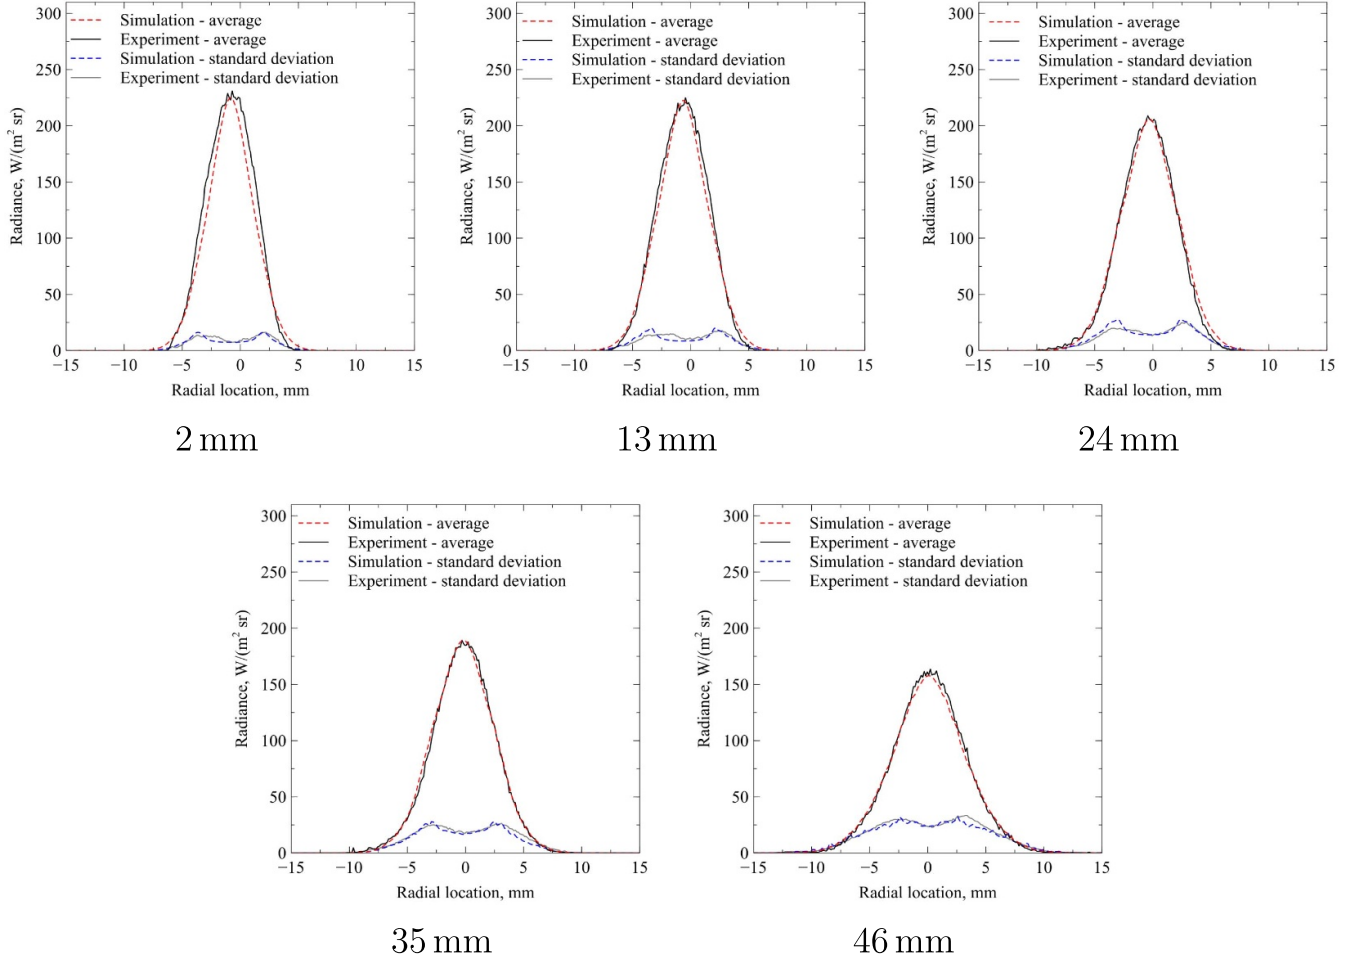 Simulation - average
Experiment - average
Simulation - standard deviation
Experiment - standard deviation
300
250
200
150
100
50
0
Radiance, W/(m² sr)
−15 −10 −5 0 5 10 15
Radial location, mm
2 mm
Simulation - average
Experiment - average
Simulation - standard deviation
Experiment - standard deviation
300
250
200
150
100
50
0
Radiance, W/(m² sr)
−15 −10 −5 0 5 10 15
Radial location, mm
13 mm
Simulation - average
Experiment - average
Simulation - standard deviation
Experiment - standard deviation
300
250
200
150
100
50
0
Radiance, W/(m² sr)
−15 −10 −5 0 5 10 15
Radial location, mm
24 mm
Simulation - average
Experiment - average
Simulation - standard deviation
Experiment - standard deviation
300
250
200
150
100
50
0
Radiance, W/(m² sr)
−15 −10 −5 0 5 10 15
Radial location, mm
35 mm
Simulation - average
Experiment - average
Simulation - standard deviation
Experiment - standard deviation
300
250
200
150
100
50
0
Radiance, W/(m² sr)
−15 −10 −5 0 5 10 15
Radial location, mm
46 mm